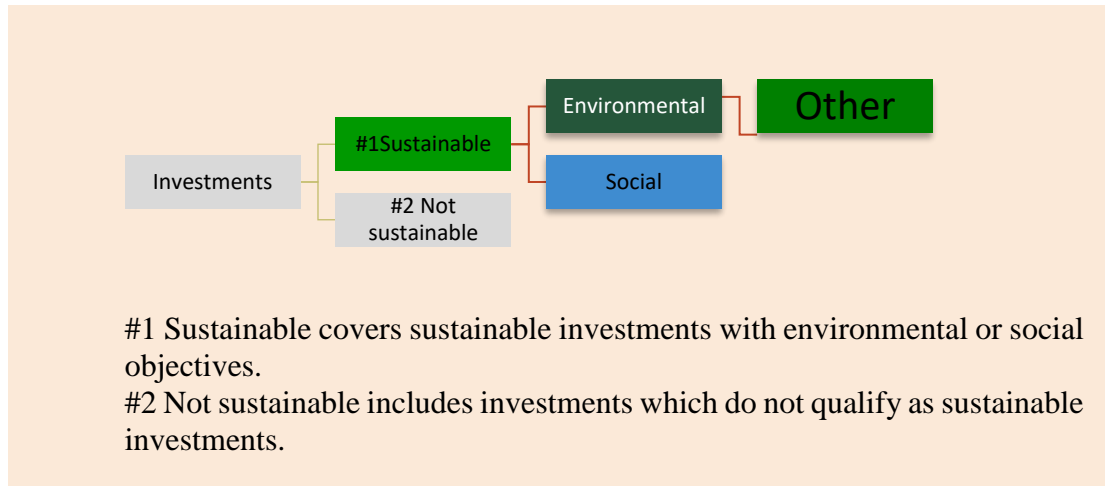 Environmental
Other
#1Sustainable
Investments
Social
#2 Not
sustainable
#1 Sustainable covers sustainable investments with environmental or social
objectives.
#2 Not sustainable includes investments which do not qualify as sustainable
investments.